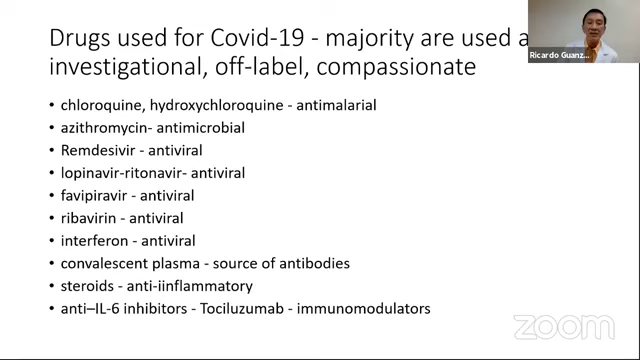 Drugs used for Covid-19 - majority are used a
investigational, off-label, compassionate
• chloroquine, hydroxychloroquine - antimalarial
• azithromycin- antimicrobial
• Remdesivir - antiviral
• lopinavir-ritonavir- antiviral
• favipiravir - antiviral
• ribavirin - antiviral
• interferon - antiviral
• convalescent plasma - source of antibodies
• steroids - anti-iinflammatory
• anti–IL-6 inhibitors - Tociluzumab - immunomodulators
Ricardo Guanz...
zoom